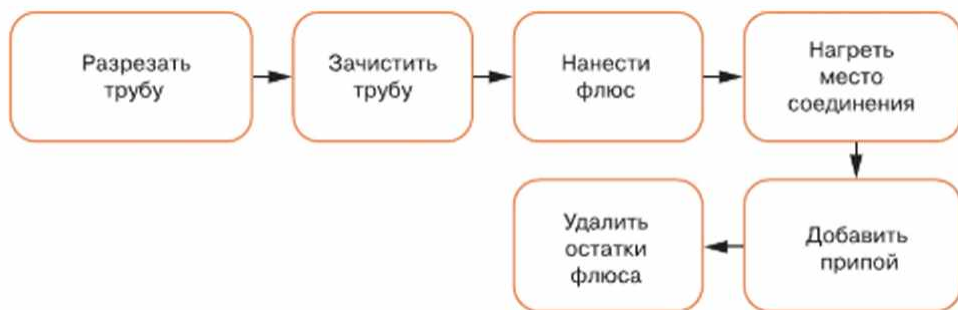 Разрезать
трубу
Зачистить
трубу
Нанести
флюс
Нагреть
место
соединения
Добавить
припой
Удалить
остатки
флюса